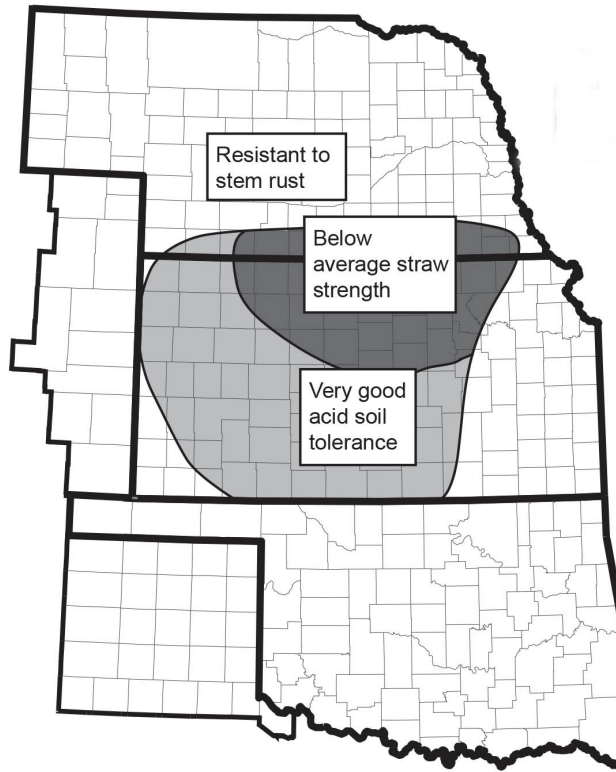 Resistant to
stem rust
Below
average straw
strength
Very good
acid soil
tolerance